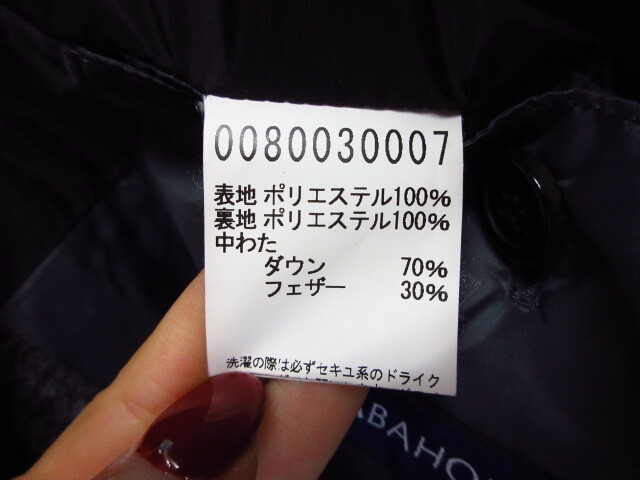 0080030007
表地 ポリエステル100%
裏地 ポリエステル100%
中わた
ダウン 70%
フェザー 30%
洗濯の際は必ずセキユ系のドライク
ABAHO